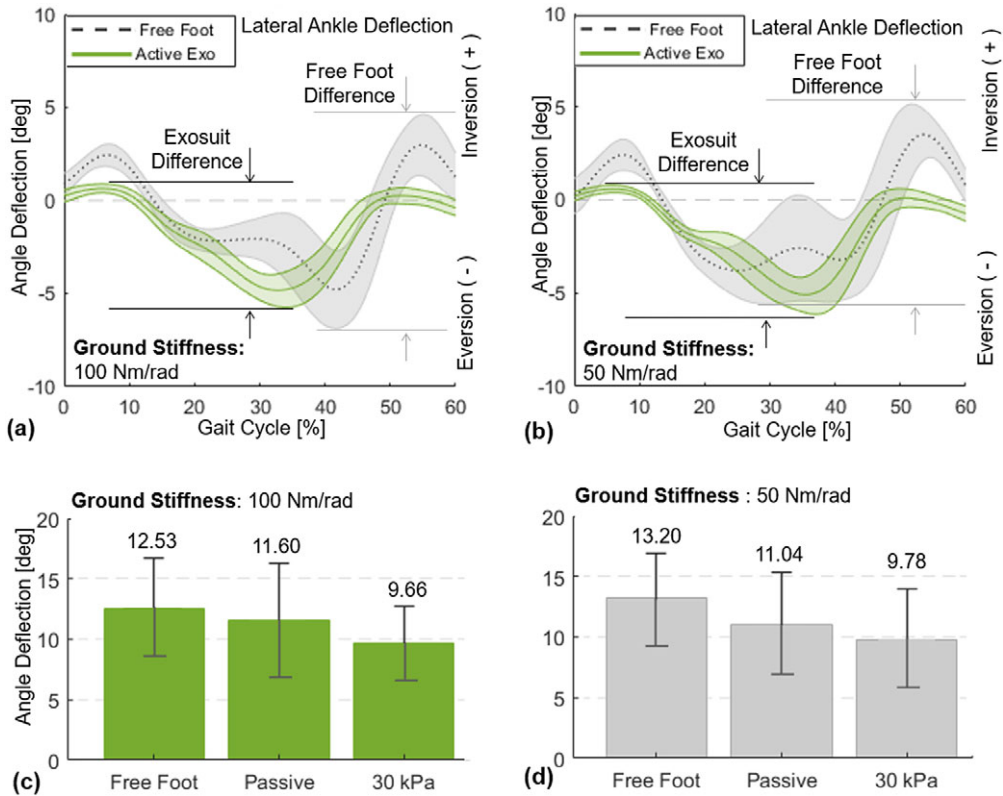 10
5
0
-5
-10
Angle Deflection [deg]
Free Foot
Active Exo
Lateral Ankle Deflection
Free Foot
Difference
Exosuit
Difference
Inversion ( + )
Eversion ( - )
Ground Stiffness:
100 Nm/rad
0 10 20 30 40 50 60
(a) Gait Cycle [%]
10
5
0
-5
-10
Angle Deflection [deg]
Free Foot
Active Exo
Lateral Ankle Deflection
Free Foot
Difference
Exosuit
Difference
Inversion ( + )
Eversion ( - )
Ground Stiffness:
50 Nm/rad
0 10 20 30 40 50 60
(b) Gait Cycle [%]
Ground Stiffness: 100 Nm/rad
20
15
10
5
0
Angle Deflection [deg]
12.53 11.60 9.66
(c) Free Foot Passive 30 kPa
Ground Stiffness : 50 Nm/rad
20
15
10
5
0
13.20 11.04 9.78
(d) Free Foot Passive 30 kPa